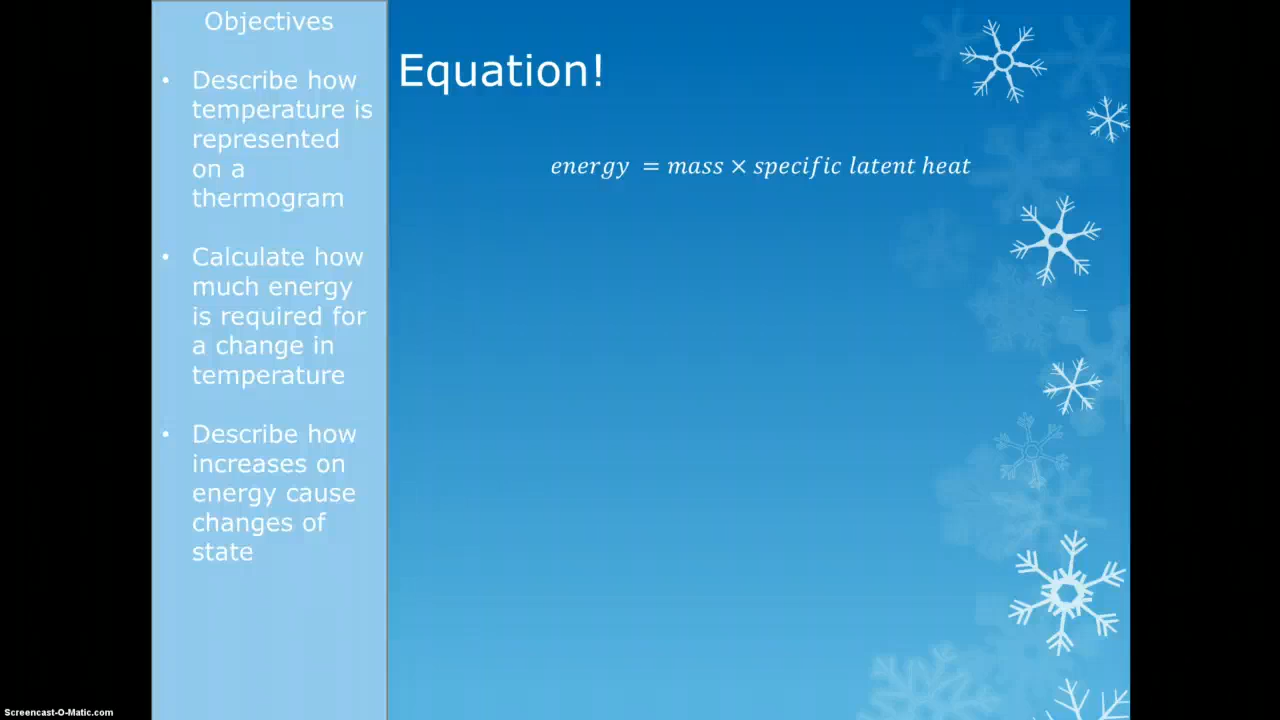 Objectives
• Describe how
temperature is
represented
on a
thermogram
• Calculate how
much energy
is required for
a change in
temperature
• Describe how
increases on
energy cause
changes of
state
Equation!
energy = mass × specific latent heat
Screencast-O-Matic.com